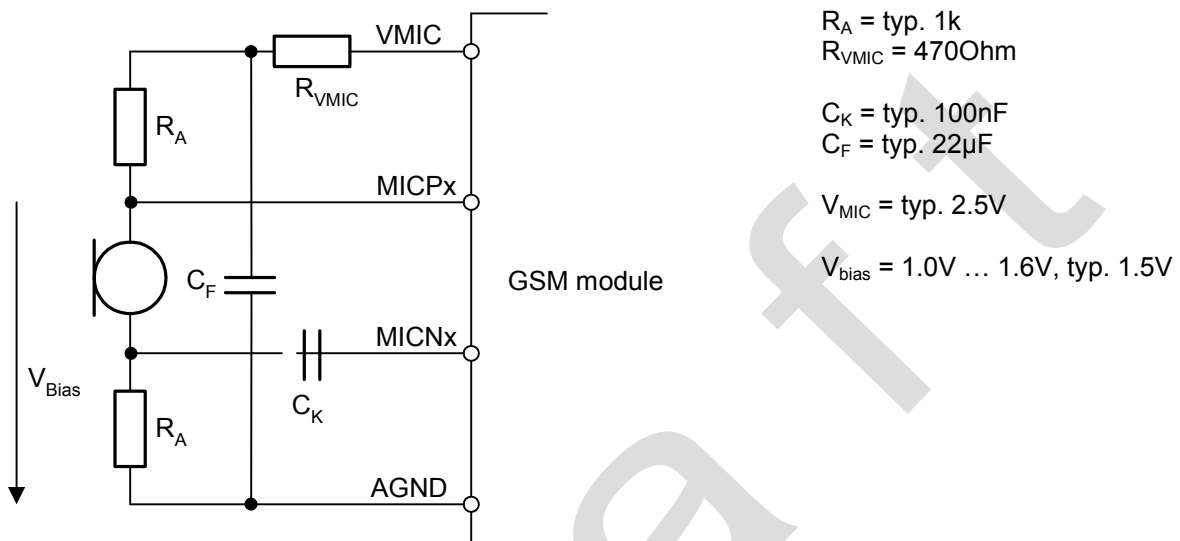 VMIC
R_VMIC
R_A
MICPx
C_F
GSM module
MICNx
V_Bias
C_K
R_A
AGND
R_A = typ. 1k
R_VMIC = 470Ohm
C_K = typ. 100nF
C_F = typ. 22µF
V_MIC = typ. 2.5V
V_bias = 1.0V … 1.6V, typ. 1.5V
a f t